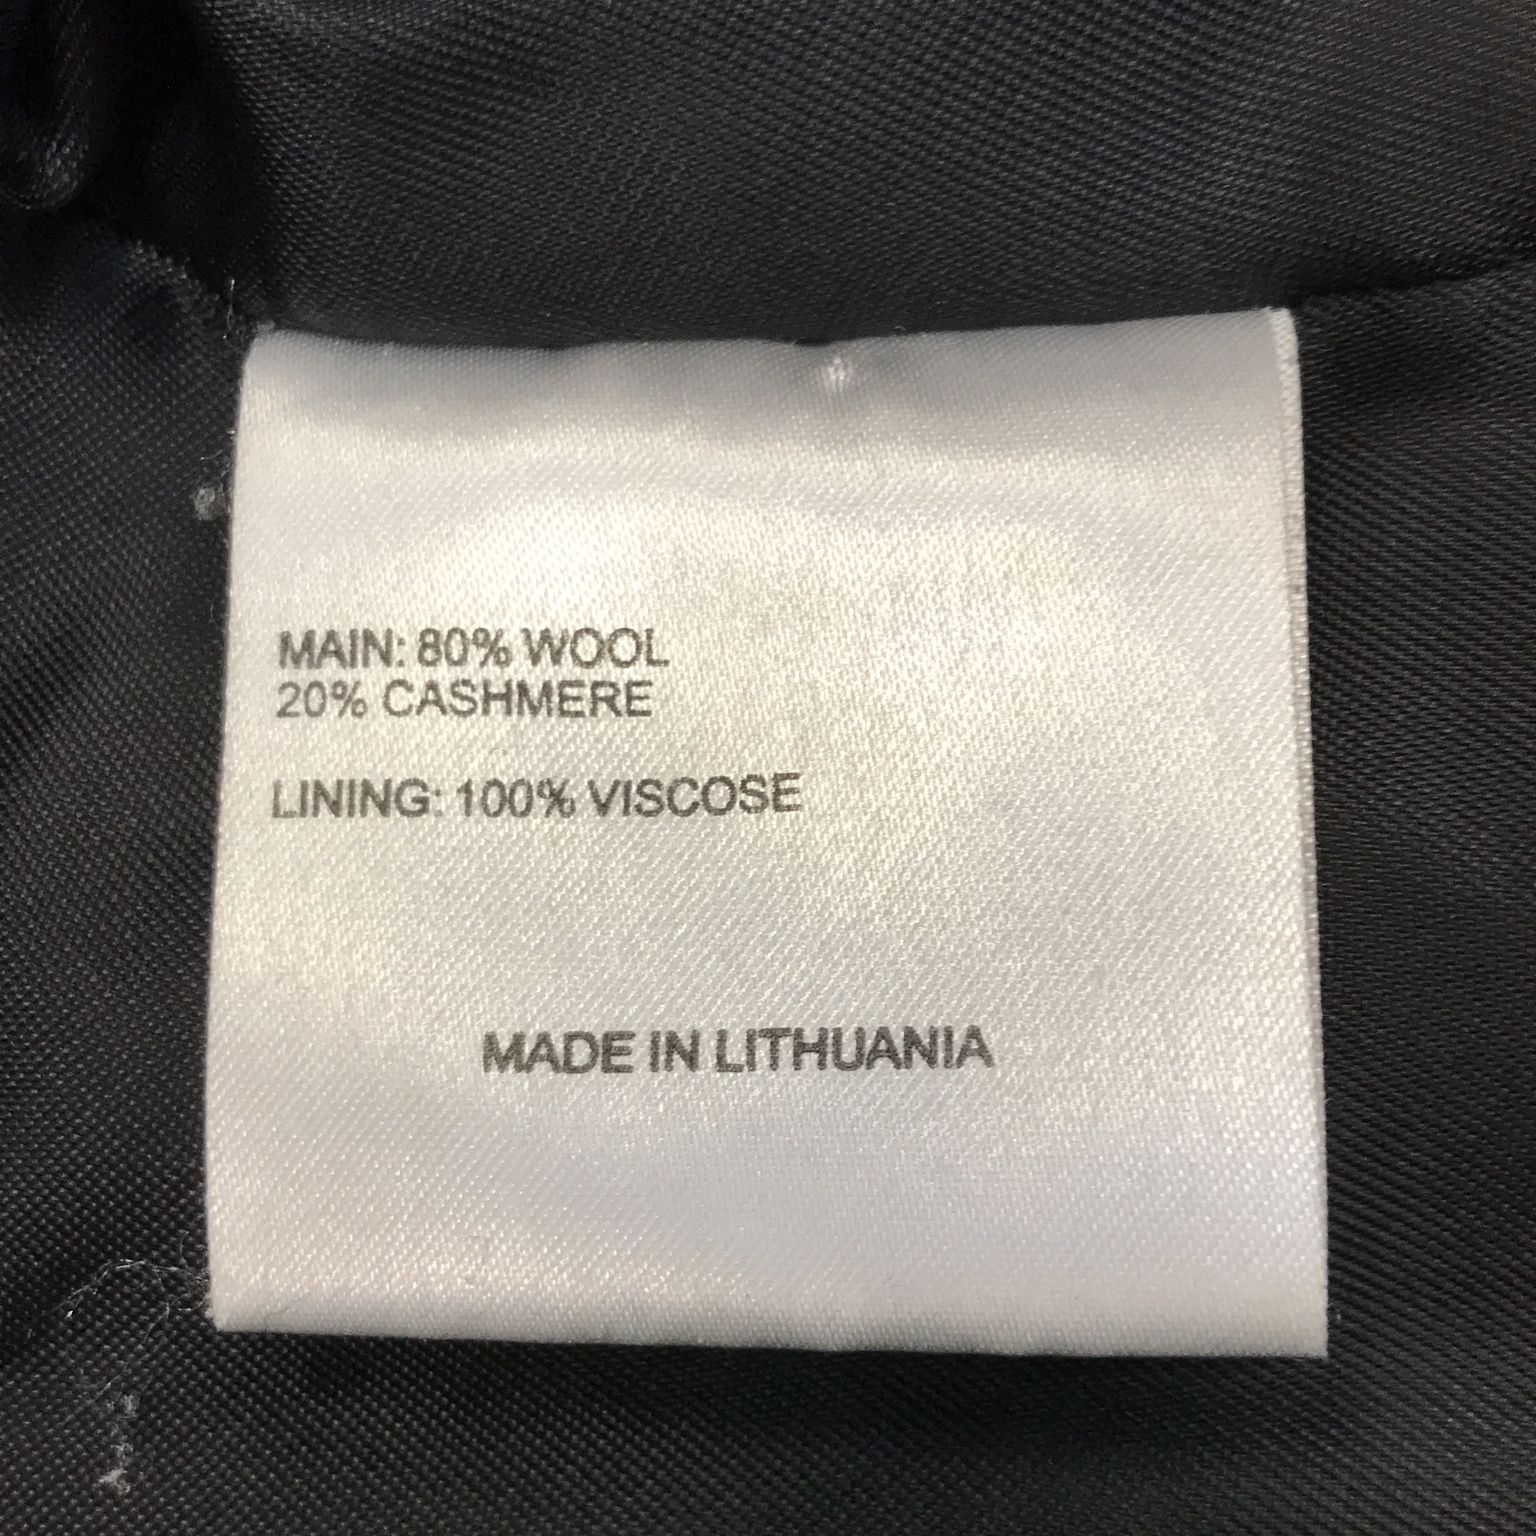 MAIN: 80% WOOL
20% CASHMERE
LINING: 100% VISCOSE
MADE IN LITHUANIA